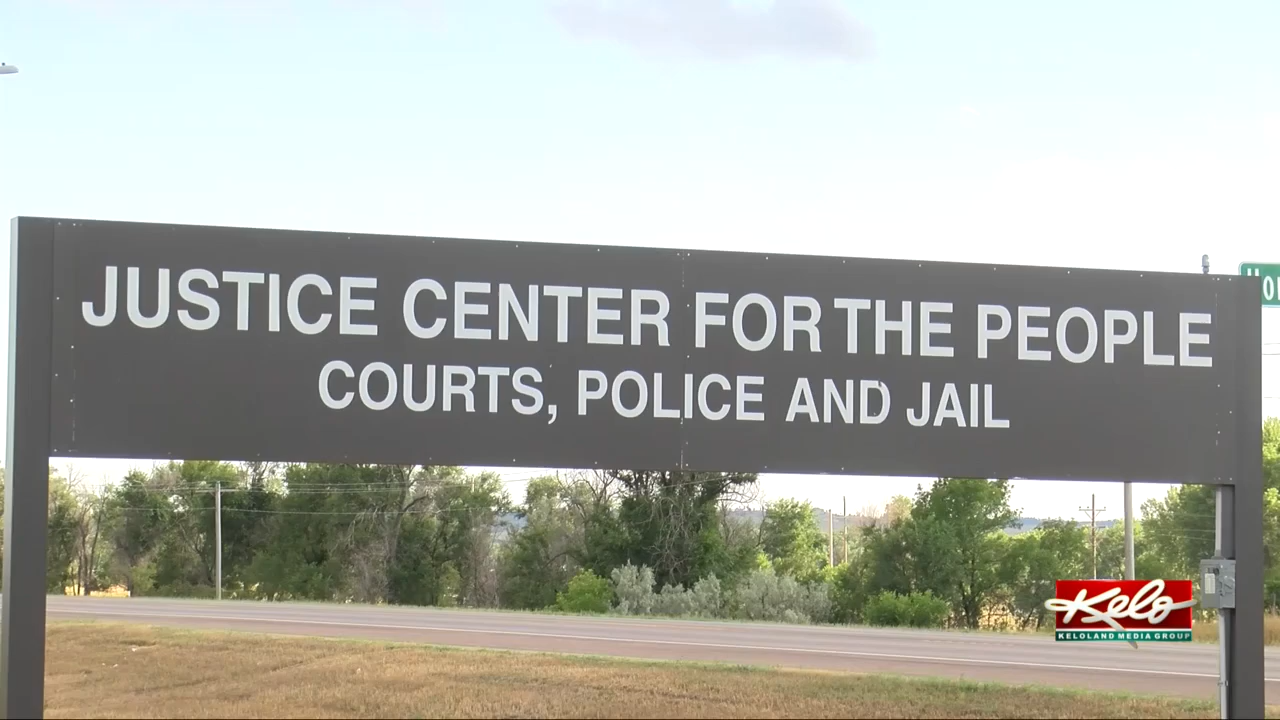 JUSTICE CENTER FOR THE PEOPLE
COURTS, POLICE AND JAIL
Kelo
KELOLAND MEDIA GROUP